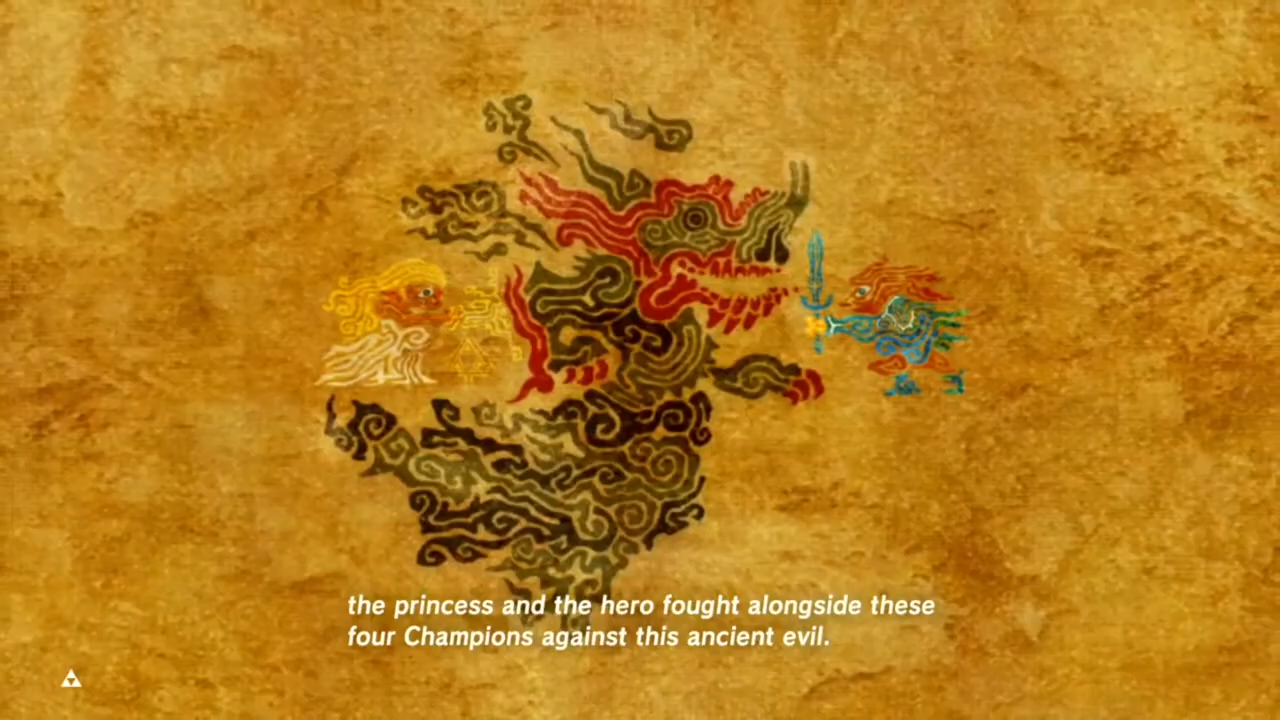 the princess and the hero fought alongside these
four Champions against this ancient evil.